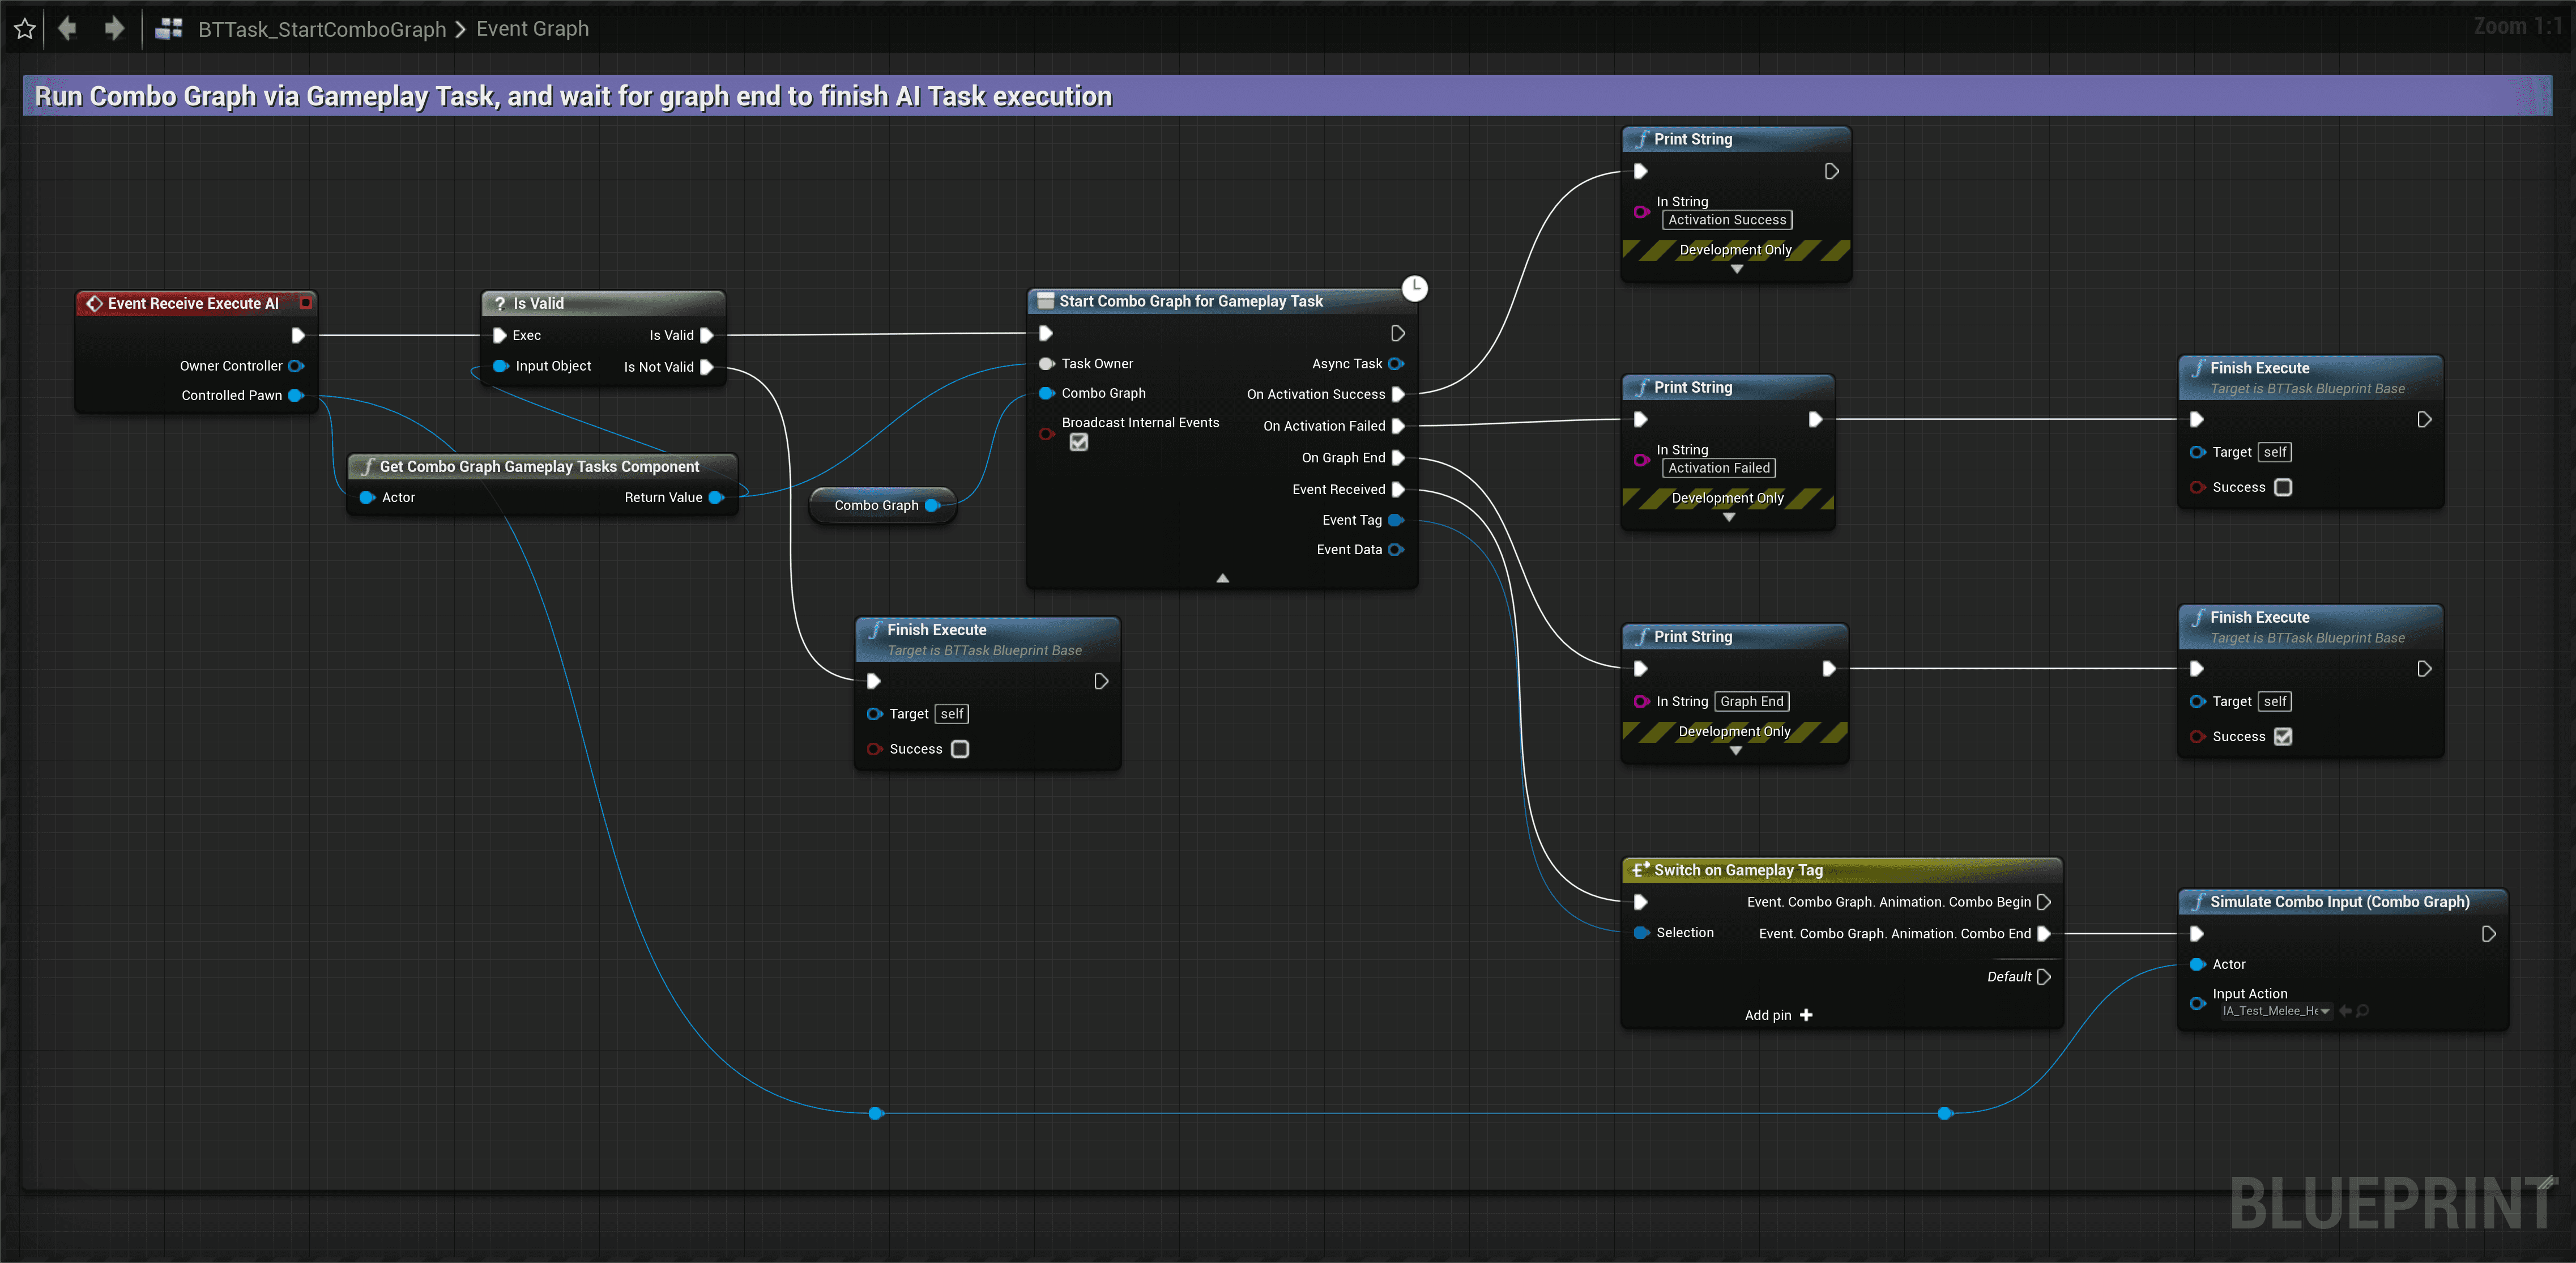 BTTask_StartComboGraph > Event Graph
Zoom 1:1
Run Combo Graph via Gameplay Task, and wait for graph end to finish AI Task execution
Event Receive Execute AI
Owner Controller
Controlled Pawn
? Is Valid
Exec
Is Valid
Input Object
Is Not Valid
f Get Combo Graph Gameplay Tasks Component
Actor
Return Value
Combo Graph
Start Combo Graph for Gameplay Task
Task Owner
Async Task
Combo Graph
On Activation Success
Broadcast Internal Events
On Activation Failed
On Graph End
Event Received
Event Tag
Event Data
f Finish Execute
Target is BTTask Blueprint Base
Target self
Success
f Print String
In String
Activation Success
Development Only
f Print String
In String
Activation Failed
Development Only
f Finish Execute
Target is BTTask Blueprint Base
Target self
Success
f Print String
In String Graph End
Development Only
f Finish Execute
Target is BTTask Blueprint Base
Target self
Success
Switch on Gameplay Tag
Event. Combo Graph. Animation. Combo Begin
Selection
Event. Combo Graph. Animation. Combo End
Default
Add pin +
f Simulate Combo Input (Combo Graph)
Actor
Input Action
IA_Test_Melee_He
BLUEPRINT